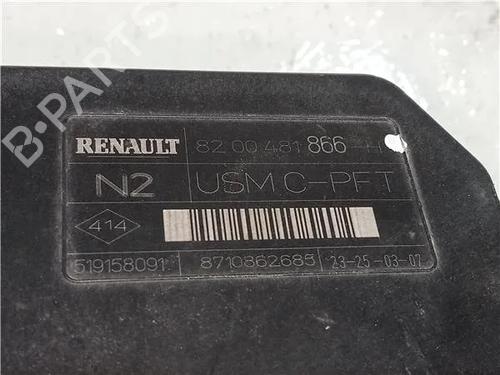 B-PARTS
RENAULT 82 00 481 866-H
N2 USM C-PFT
414
519158091 8710862685 23-25-03-07